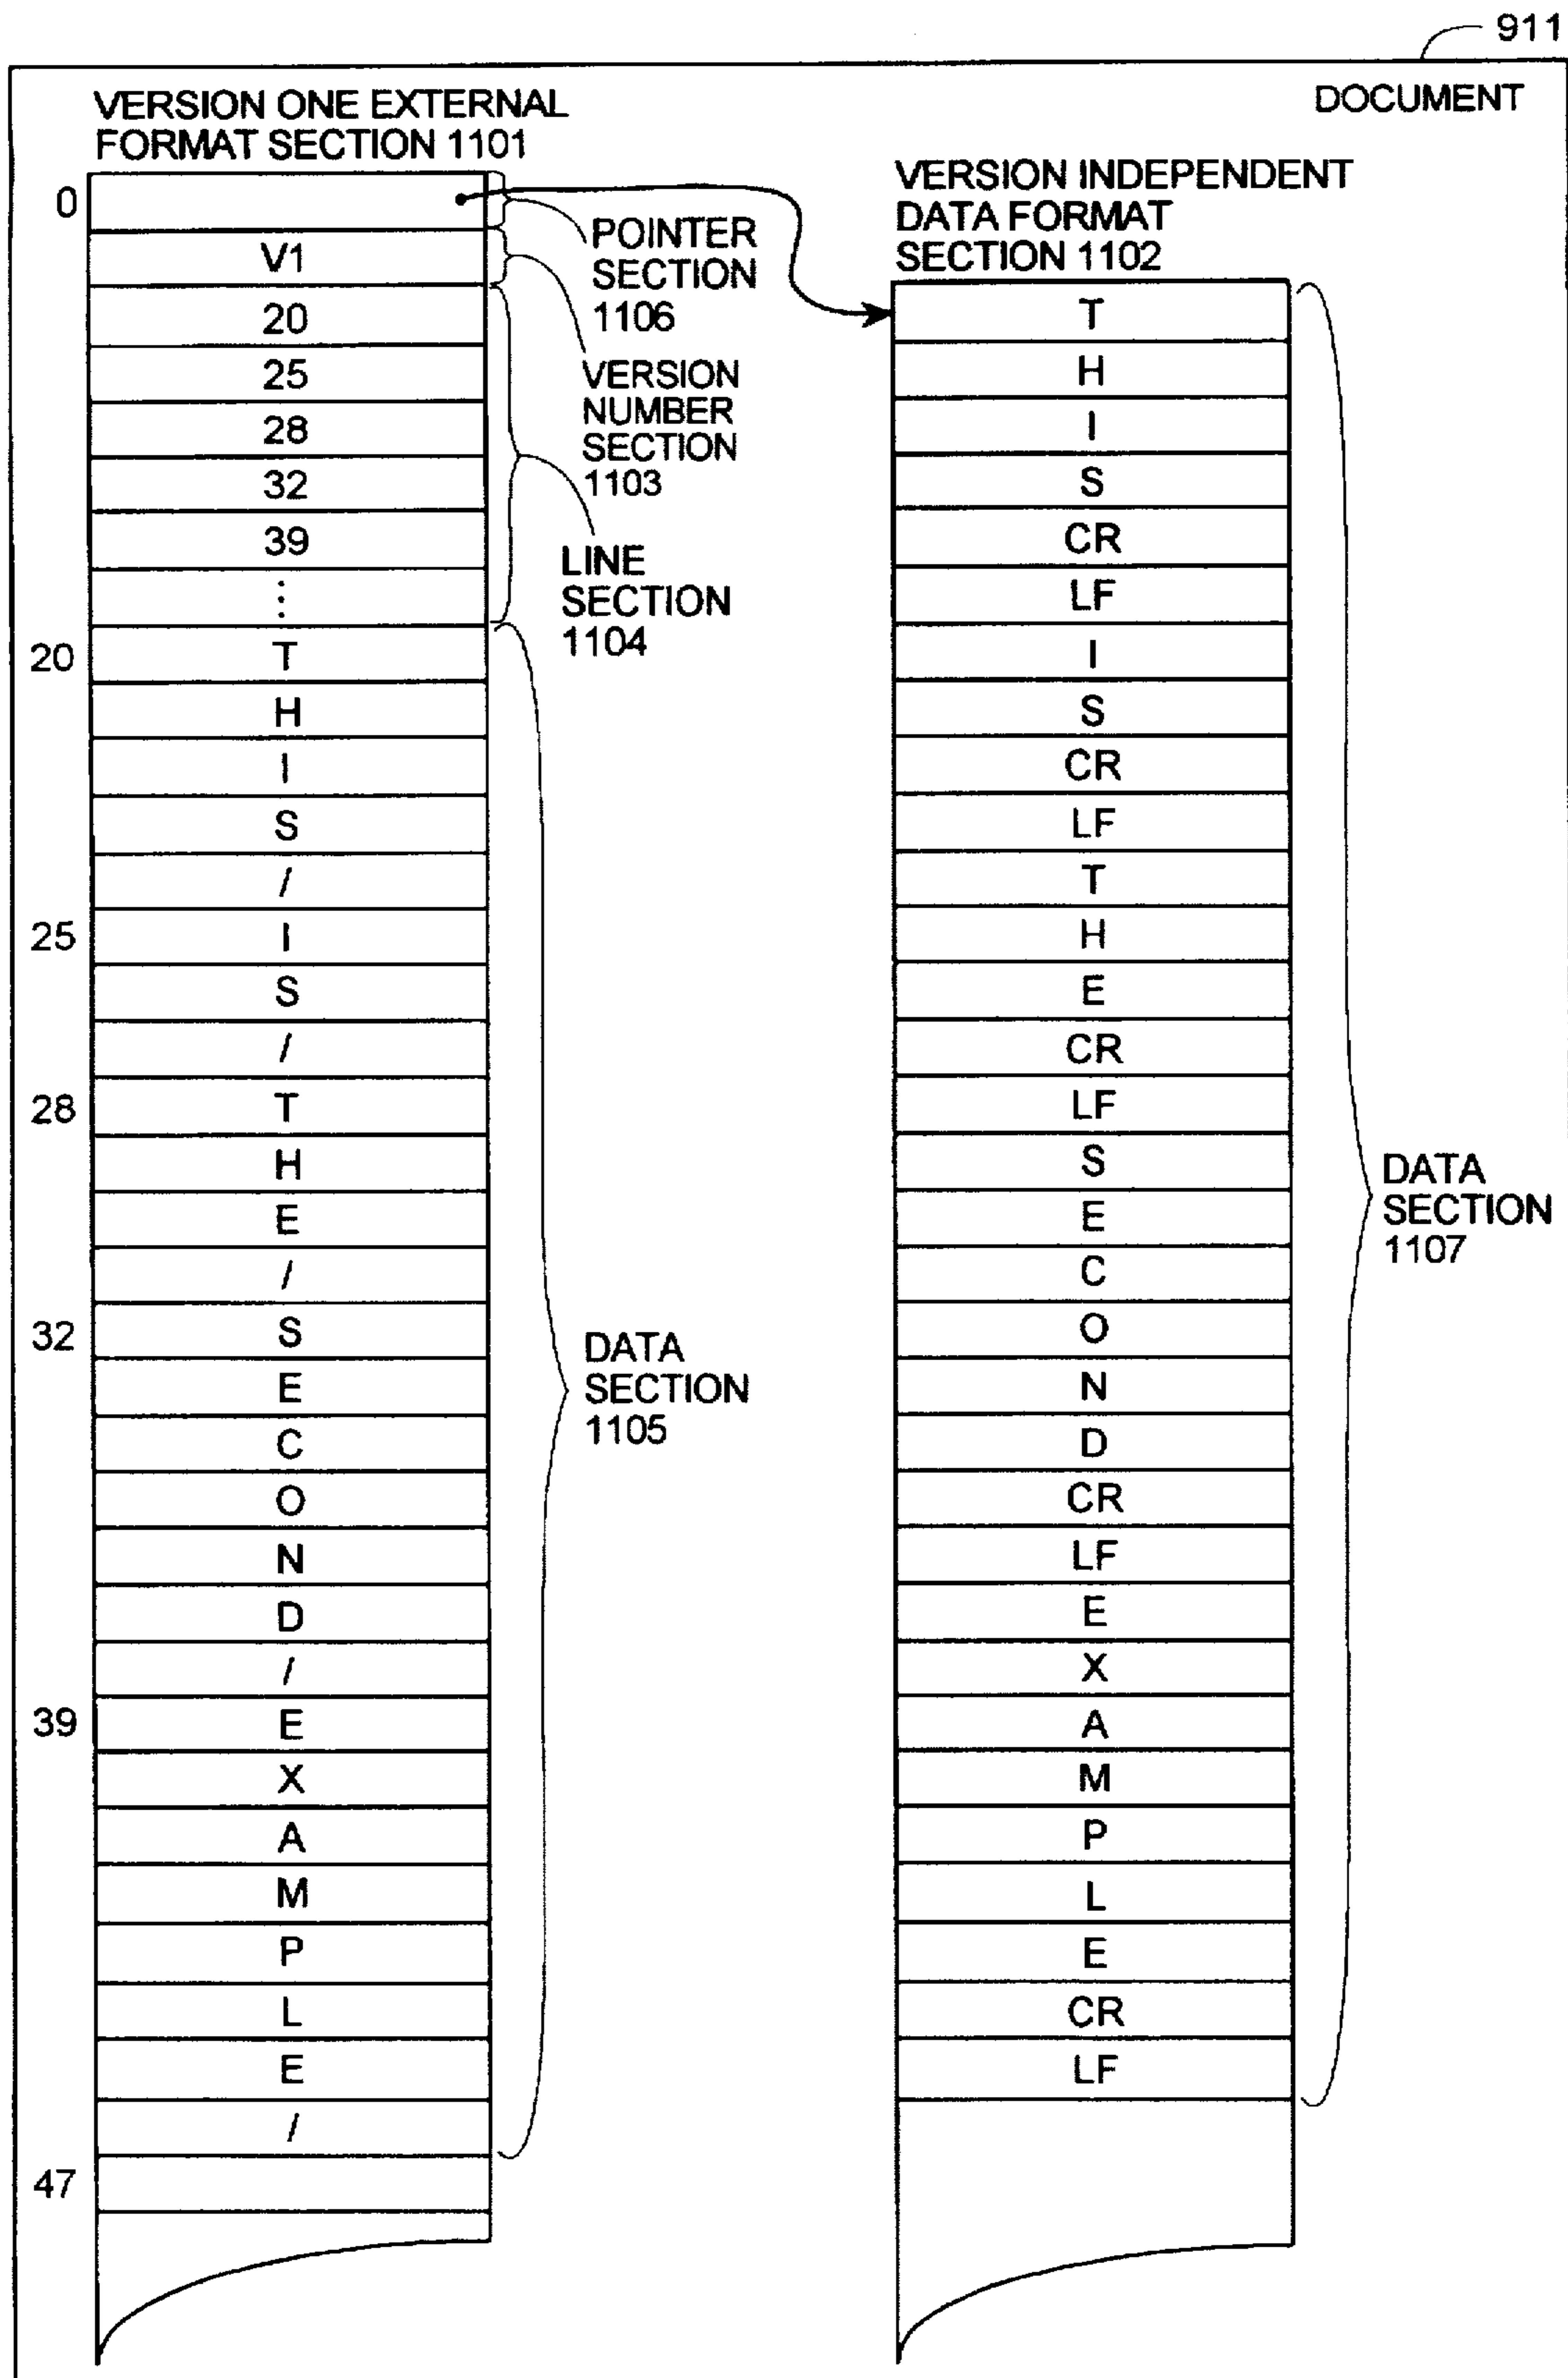 911
DOCUMENT
VERSION ONE EXTERNAL
FORMAT SECTION 1101
0
V1
20
25
28
32
39
⋮
20
T
H
I
S
/
25
I
S
/
28
T
H
E
/
32
S
E
C
O
N
D
/
39
E
X
A
M
P
L
E
/
47
POINTER
SECTION
1106
VERSION
NUMBER
SECTION
1103
LINE
SECTION
1104
DATA
SECTION
1105
VERSION INDEPENDENT
DATA FORMAT
SECTION 1102
T
H
I
S
CR
LF
I
S
CR
LF
T
H
E
CR
LF
S
E
C
O
N
D
CR
LF
E
X
A
M
P
L
E
CR
LF
DATA
SECTION
1107